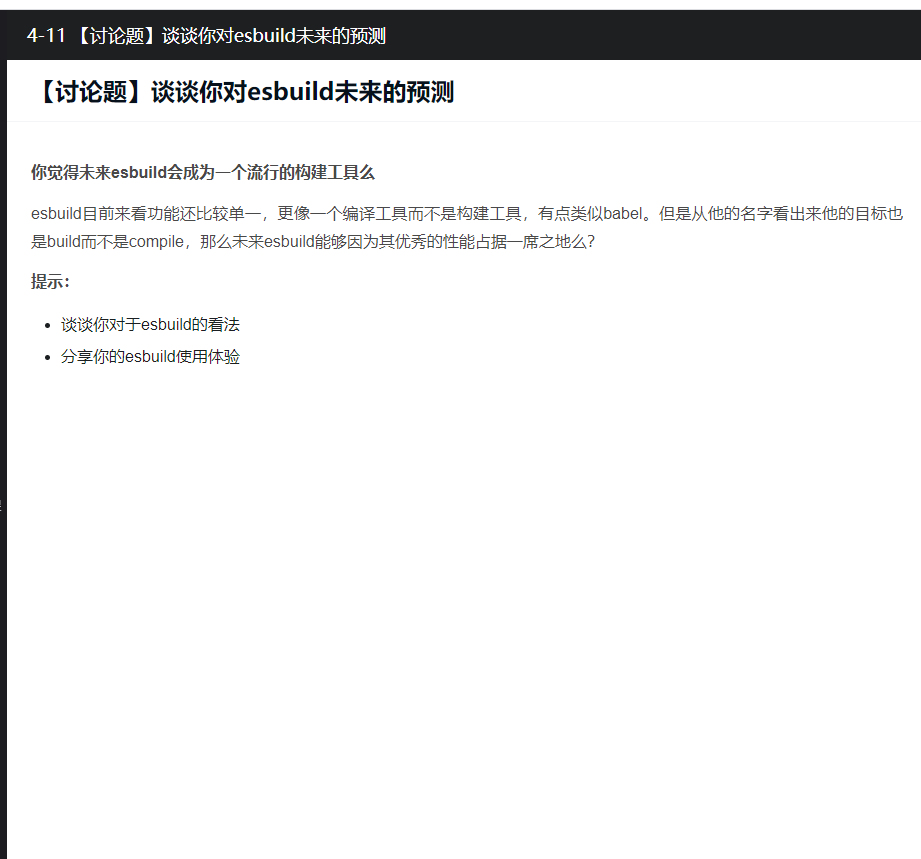 4-11 【讨论题】谈谈你对esbuild未来的预测
【讨论题】谈谈你对esbuild未来的预测
你觉得未来esbuild会成为一个流行的构建工具么
esbuild目前来看功能还比较单一，更像一个编译工具而不是构建工具，有点类似babel。但是从他的名字看出来他的目标也
是build而不是compile，那么未来esbuild能够因为其优秀的性能占据一席之地么？
提示：
谈谈你对于esbuild的看法
分享你的esbuild使用体验